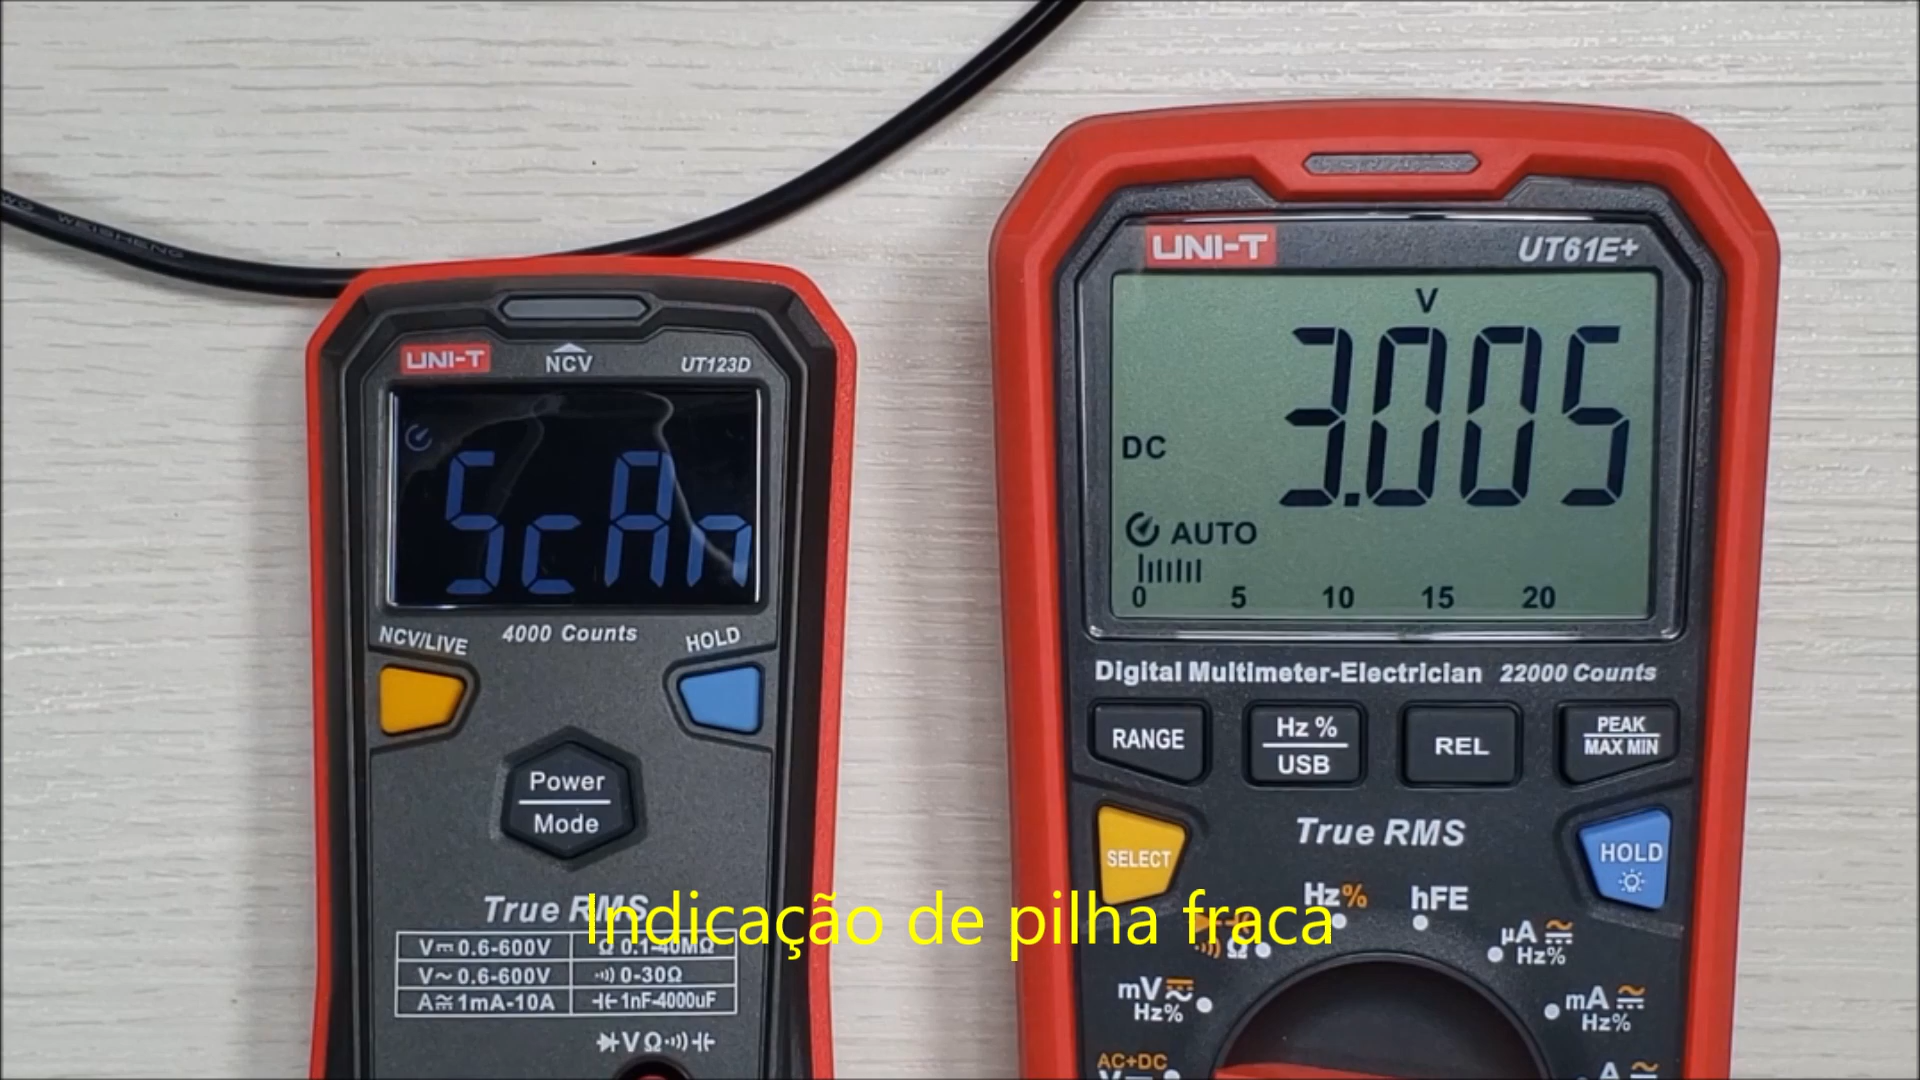 WEISHENG
UNI-T
NCV
UT123D
ScAn
4000 Counts
NCV/LIVE
HOLD
Power
Mode
True RMS
V⎓0.6-600V Ω 0.1-40MΩ
V~0.6-600V •)))0-30Ω
A≂1mA-10A ⊣⊢1nF-4000uF
VΩ•)))⊣⊢
UNI-T
UT61E+
V
3.005
DC
AUTO
0 5 10 15 20
Digital Multimeter-Electrician 22000 Counts
RANGE
Hz %
USB
REL
PEAK
MAX MIN
SELECT
True RMS
HOLD
Hz%
hFE
Ω
µA
Hz%
mV
Hz%
mA
Hz%
AC+DC
V
A
Indicação de pilha fraca